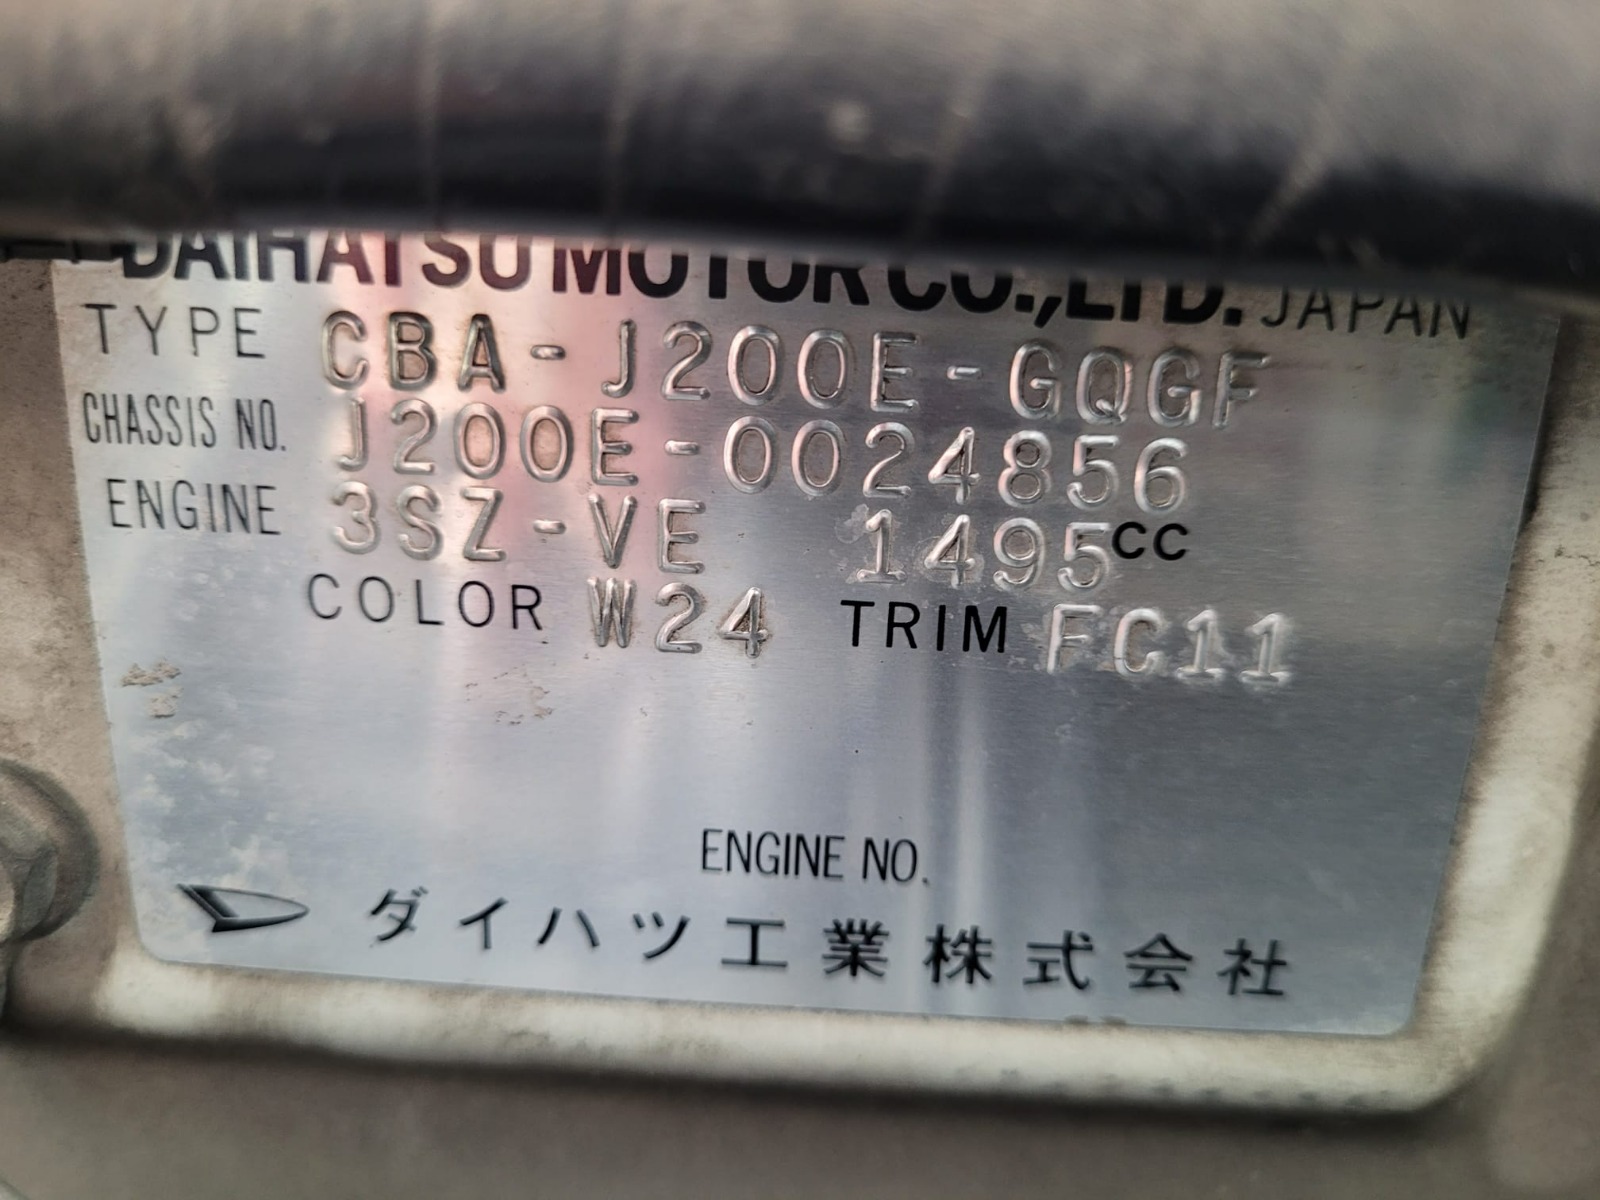 DAIHATSU MOTOR CO.,LTD. JAPAN
TYPE CBA-J200E-GQGF
CHASSIS NO. J200E-0024856
ENGINE 3SZ-VE 1495CC
COLOR W24 TRIM FC11
ENGINE NO.
ダイハツ工業株式会社